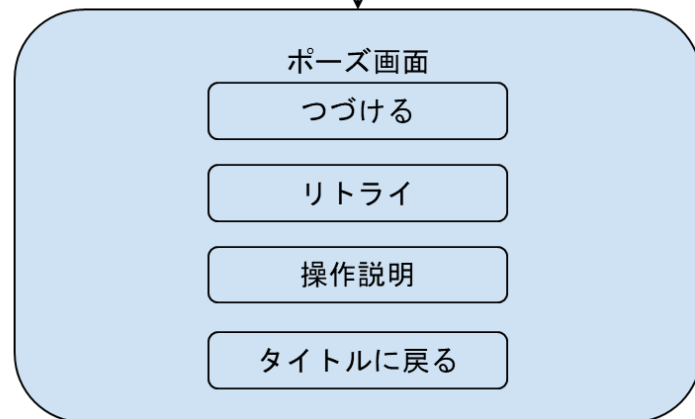 ポーズ画面
つづける
リトライ
操作説明
タイトルに戻る